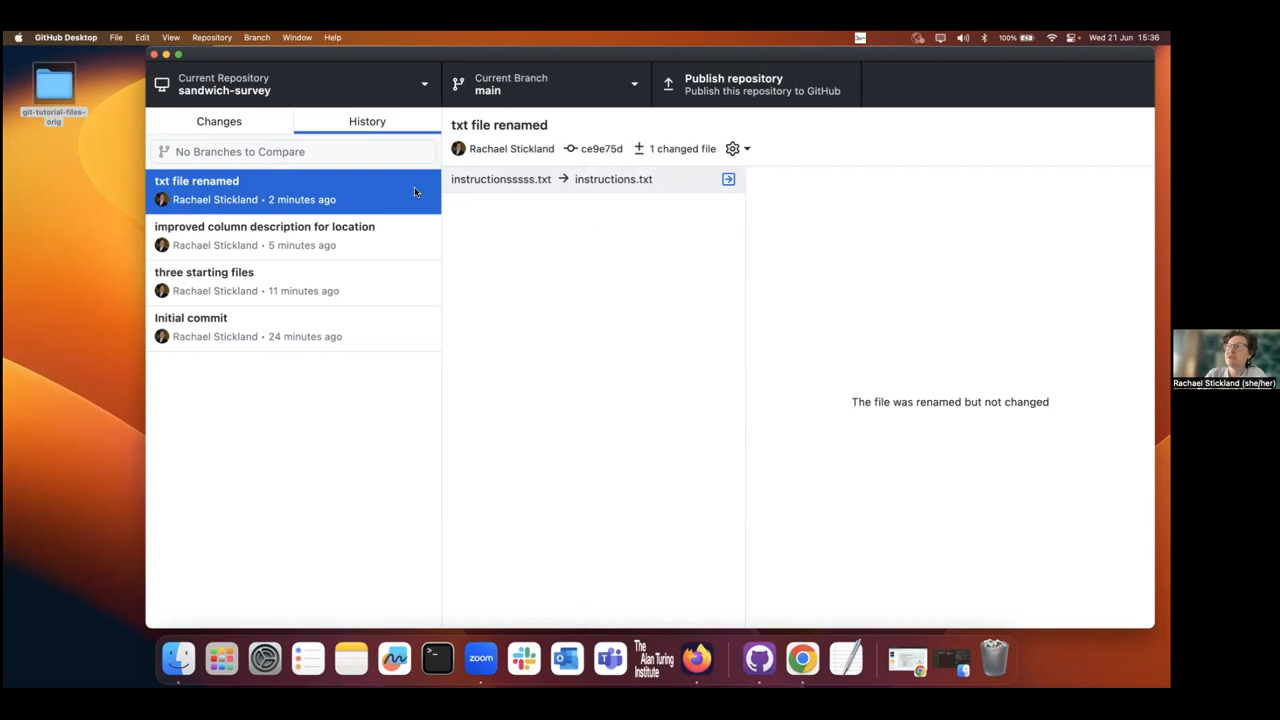 GitHub Desktop File Edit View Repository Branch Window Help
100% Wed 21 Jun 15:36
git-tutorial-files-
orig
Current Repository
sandwich-survey
Current Branch
main
Publish repository
Publish this repository to GitHub
Changes
History
No Branches to Compare
txt file renamed
Rachael Stickland • 2 minutes ago
improved column description for location
Rachael Stickland • 5 minutes ago
three starting files
Rachael Stickland • 11 minutes ago
Initial commit
Rachael Stickland • 24 minutes ago
txt file renamed
Rachael Stickland ce9e75d 1 changed file
instructionsssss.txt → instructions.txt
The file was renamed but not changed
Rachael Stickland (she/her)
>_
zoom
The
Alan Turing
Institute